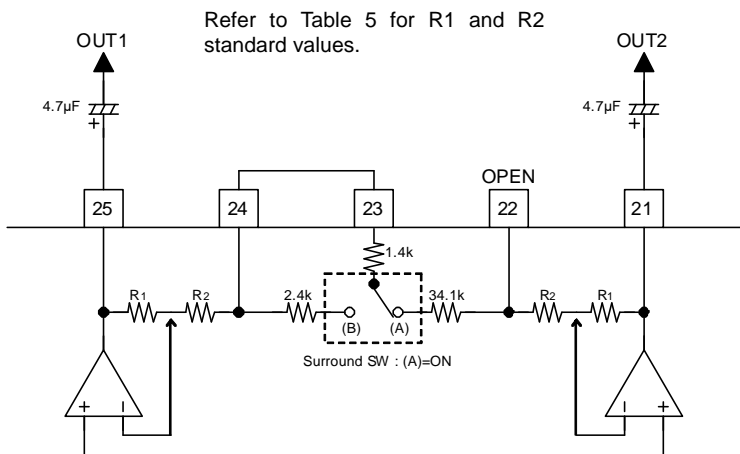 Refer to Table 5 for R1 and R2
standard values.
OUT1
OUT2
4.7µF
+
4.7µF
+
OPEN
25
24
23
22
21
1.4k
R1
R2
2.4k
34.1k
R2
R1
(B)
(A)
Surround SW : (A)=ON
+
−
−
+